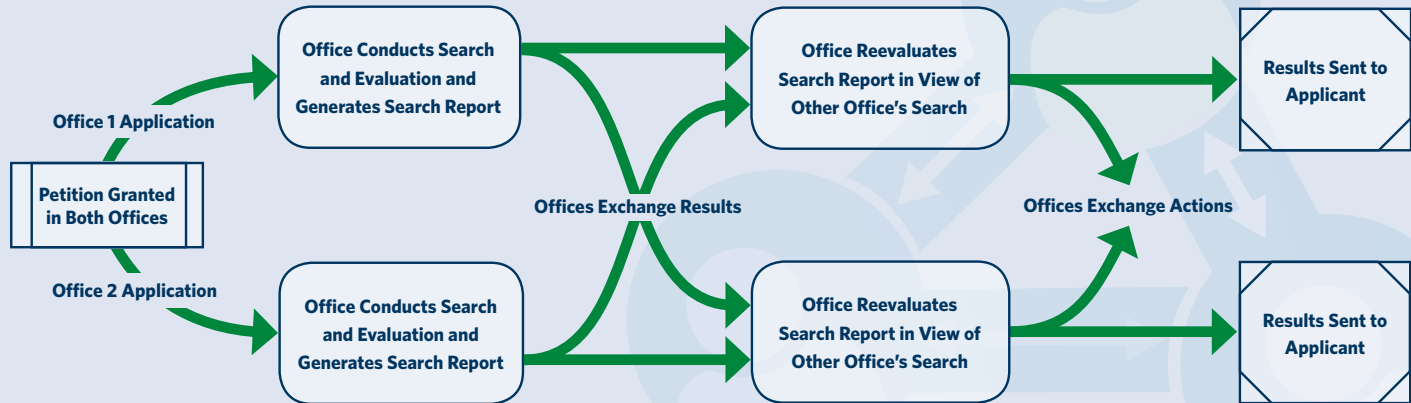 Office Conducts Search
and Evaluation and
Generates Search Report
Office Reevaluates
Search Report in View of
Other Office's Search
Results Sent to
Applicant
Office 1 Application
Petition Granted
in Both Offices
Offices Exchange Results
Offices Exchange Actions
Office 2 Application
Office Conducts Search
and Evaluation and
Generates Search Report
Office Reevaluates
Search Report in View of
Other Office's Search
Results Sent to
Applicant